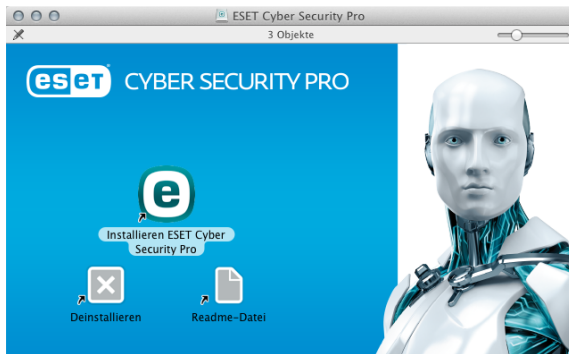 ESET Cyber Security Pro
3 Objekte
eseT CYBER SECURITY PRO
e
Installieren ESET Cyber
Security Pro
Deinstallieren
Readme-Datei